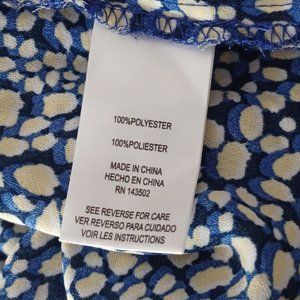 100%POLYESTER
100%POLIESTER
MADE IN CHINA
HECHO EN CHINA
RN 143502
SEE REVERSE FOR CARE
VER REVERSO PARA CUIDADO
VOIR LES INSTRUCTIONS